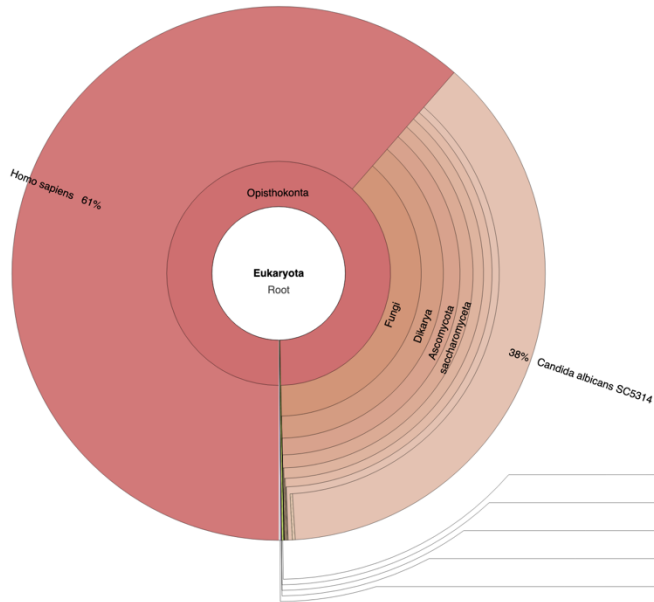 Homo sapiens 61%
Opisthokonta
Eukaryota
Root
Fungi
Dikarya
Ascomycota
saccharomyceta
38% Candida albicans SC5314